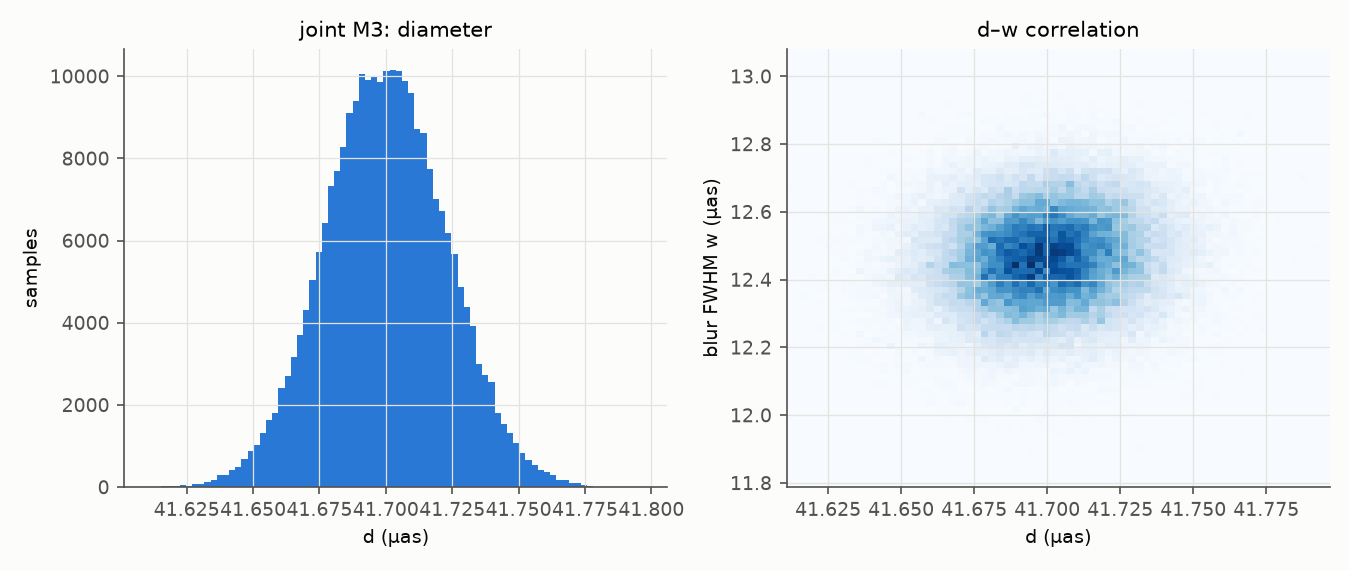 joint M3: diameter
samples
10000
8000
6000
4000
2000
0
41.625 41.650 41.675 41.700 41.725 41.750 41.775 41.800
d (µas)
d–w correlation
blur FWHM w (µas)
13.0
12.8
12.6
12.4
12.2
12.0
11.8
41.625 41.650 41.675 41.700 41.725 41.750 41.775
d (µas)